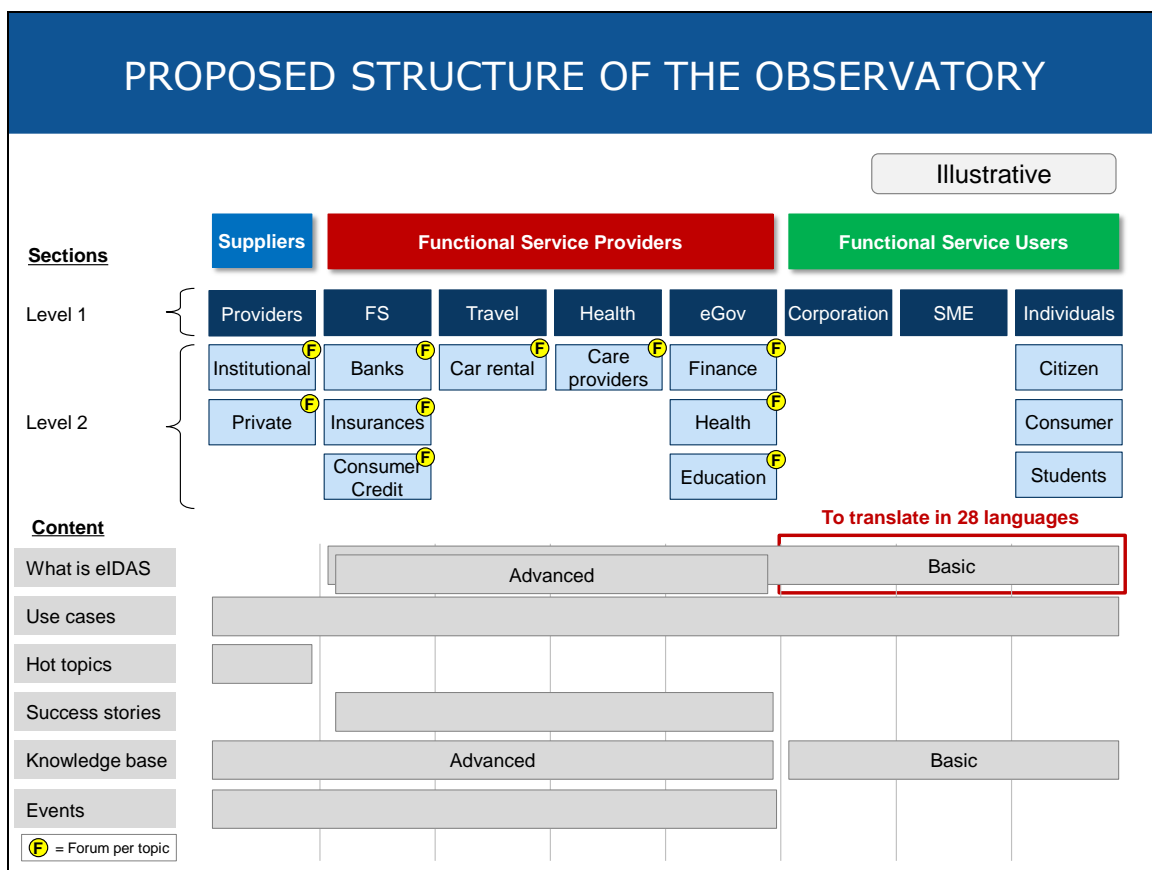 PROPOSED STRUCTURE OF THE OBSERVATORY
Illustrative
Sections
Suppliers
Functional Service Providers
Functional Service Users
Level 1
Providers
FS
Travel
Health
eGov
Corporation
SME
Individuals
Level 2
Institutional
F
Banks
F
Car rental
F
Care
providers
F
Finance
F
Citizen
Private
F
Insurances
F
Health
F
Consumer
Consumer
Credit
F
Education
F
Students
To translate in 28 languages
Content
What is eIDAS
Advanced
Basic
Use cases
Hot topics
Success stories
Knowledge base
Advanced
Basic
Events
F = Forum per topic